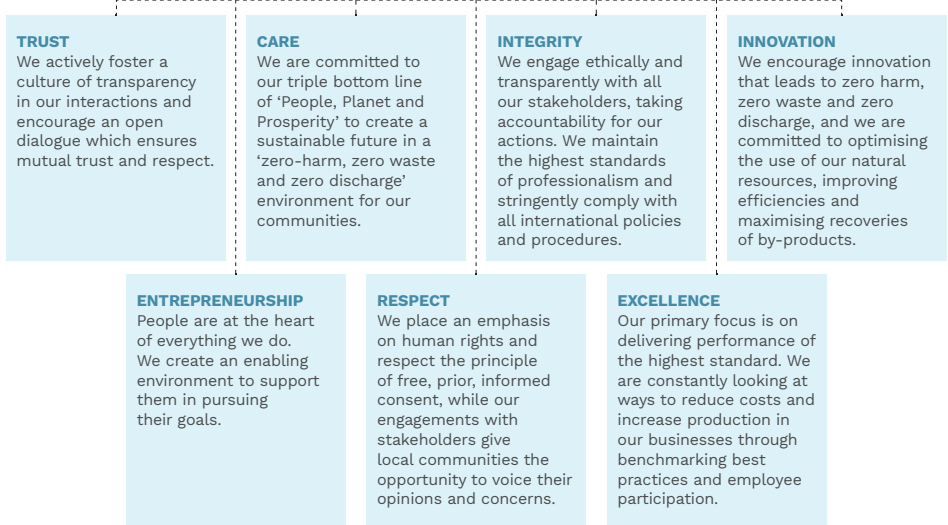 TRUST
We actively foster a
culture of transparency
in our interactions and
encourage an open
dialogue which ensures
mutual trust and respect.
CARE
We are committed to
our triple bottom line
of ‘People, Planet and
Prosperity’ to create a
sustainable future in a
‘zero-harm, zero waste
and zero discharge’
environment for our
communities.
INTEGRITY
We engage ethically and
transparently with all
our stakeholders, taking
accountability for our
actions. We maintain
the highest standards
of professionalism and
stringently comply with
all international policies
and procedures.
INNOVATION
We encourage innovation
that leads to zero harm,
zero waste and zero
discharge, and we are
committed to optimising
the use of our natural
resources, improving
efficiencies and
maximising recoveries
of by-products.
ENTREPRENEURSHIP
People are at the heart
of everything we do.
We create an enabling
environment to support
them in pursuing
their goals.
RESPECT
We place an emphasis
on human rights and
respect the principle
of free, prior, informed
consent, while our
engagements with
stakeholders give
local communities the
opportunity to voice their
opinions and concerns.
EXCELLENCE
Our primary focus is on
delivering performance of
the highest standard. We
are constantly looking at
ways to reduce costs and
increase production in
our businesses through
benchmarking best
practices and employee
participation.